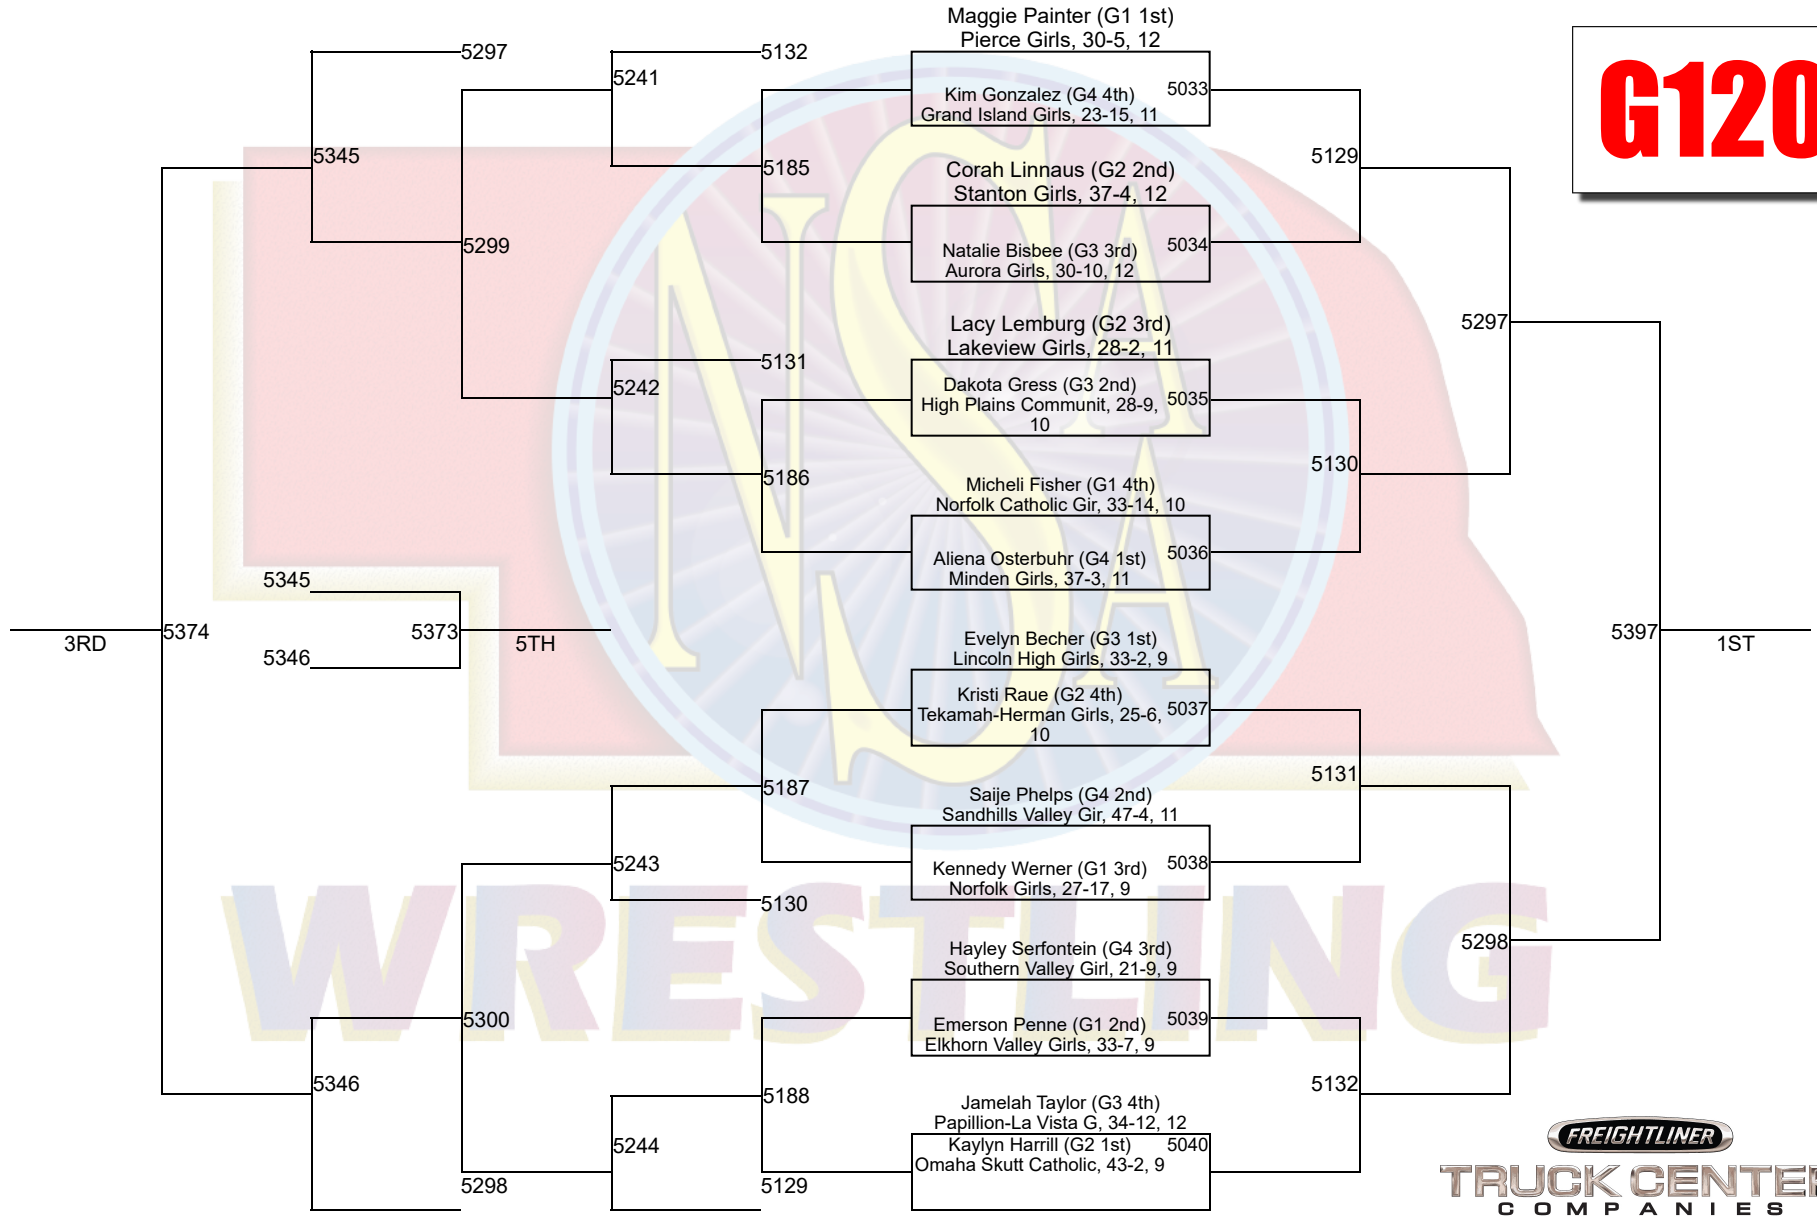 Maggie Painter (G1 1st)
Pierce Girls, 30-5, 12
5297
5132
5241
G120
Kim Gonzalez (G4 4th)
5033
Grand Island Girls, 23-15, 11
5345
5185
5129
Corah Linnaus (G2 2nd)
Stanton Girls, 37-4, 12
5299
Natalie Bisbee (G3 3rd)
5034
Aurora Girls, 30-10, 12
Lacy Lemburg (G2 3rd)
Lakeview Girls, 28-2, 11
5297
5131
5242
Dakota Gress (G3 2nd)
High Plains Communit, 28-9,
10
5035
5186
5130
Micheli Fisher (G1 4th)
Norfolk Catholic Gir, 33-14, 10
Aliena Osterbuhr (G4 1st)
5036
Minden Girls, 37-3, 11
5345
5374
3RD
5373
5TH
5346
Evelyn Becher (G3 1st)
Lincoln High Girls, 33-2, 9
5397
1ST
Kristi Raue (G2 4th)
Tekamah-Herman Girls, 25-6,
10
5037
5187
5131
Saije Phelps (G4 2nd)
Sandhills Valley Gir, 47-4, 11
5243
Kennedy Werner (G1 3rd)
5038
Norfolk Girls, 27-17, 9
5130
NSAA
WRESTLING
Hayley Serfontein (G4 3rd)
Southern Valley Girl, 21-9, 9
5298
5300
Emerson Penne (G1 2nd)
5039
Elkhorn Valley Girls, 33-7, 9
5346
5188
5132
Jamelah Taylor (G3 4th)
Papillion-La Vista G, 34-12, 12
5244
Kaylyn Harrill (G2 1st)
5040
Omaha Skutt Catholic, 43-2, 9
5298
5129
FREIGHTLINER
TRUCK CENTER
COMPANIES